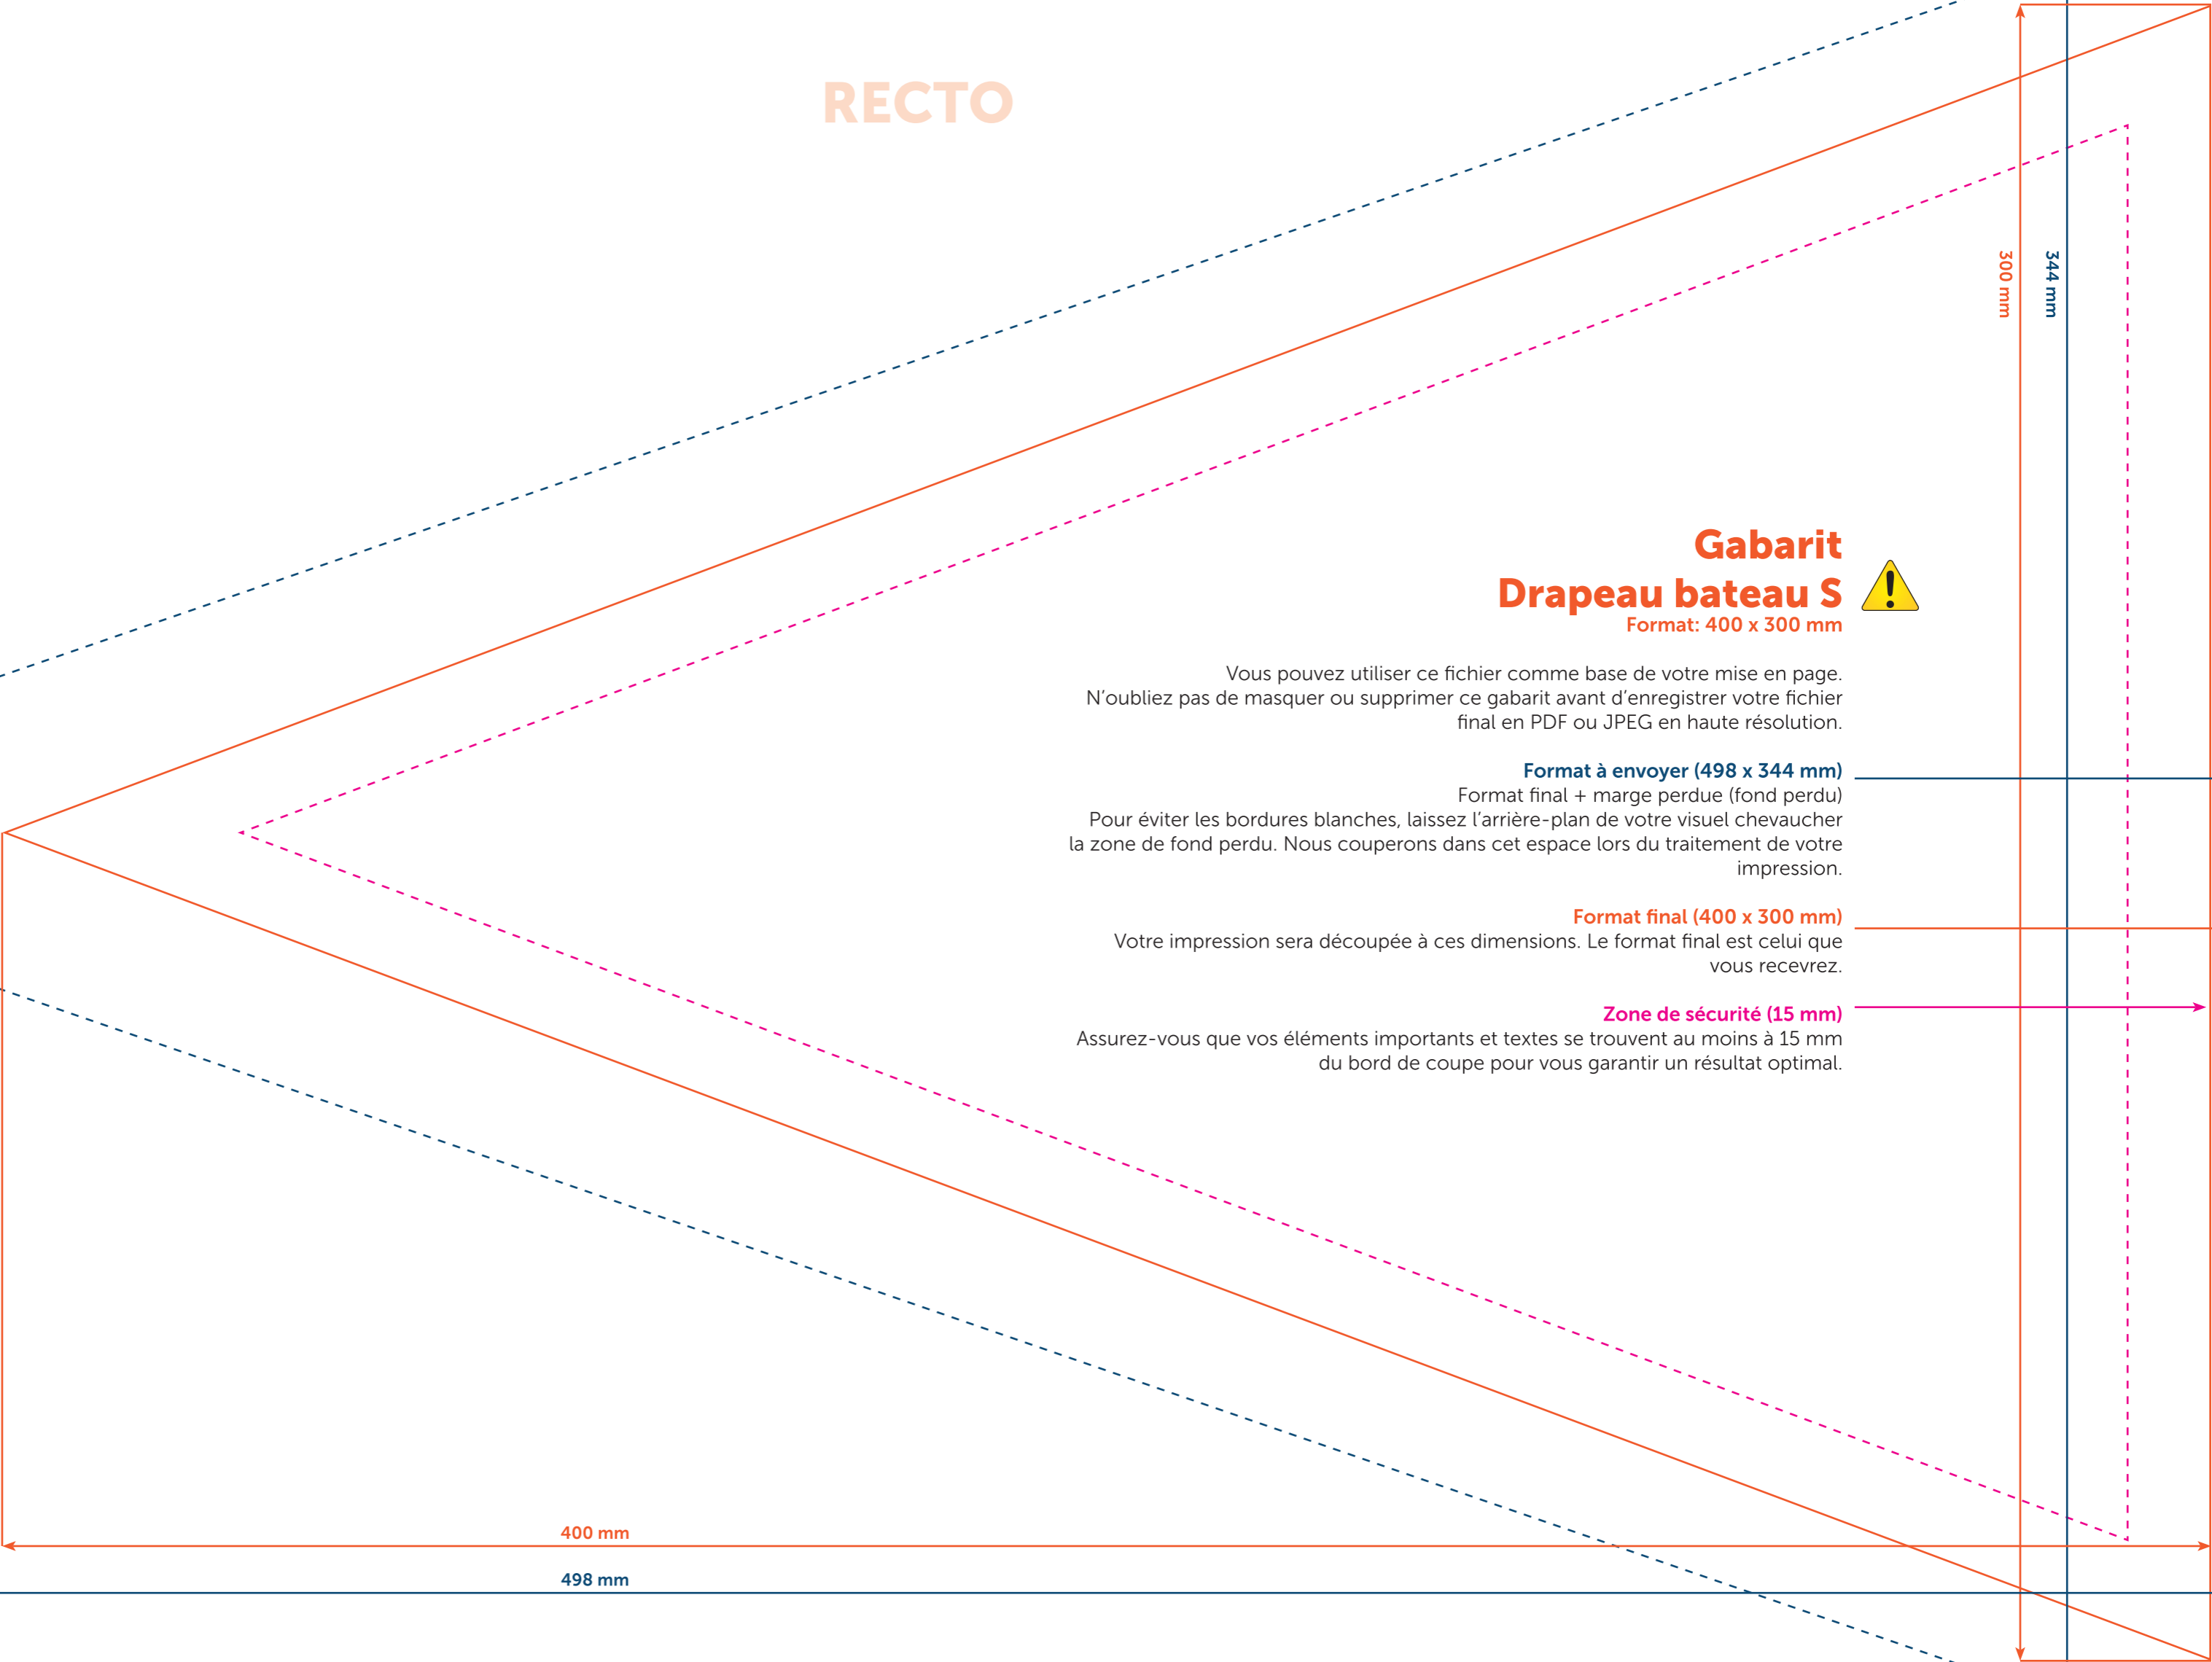 RECTO
300 mm
344 mm
Gabarit
Drapeau bateau S
Format: 400 x 300 mm
Vous pouvez utiliser ce fichier comme base de votre mise en page.
N’oubliez pas de masquer ou supprimer ce gabarit avant d’enregistrer votre fichier
final en PDF ou JPEG en haute résolution.
Format à envoyer (498 x 344 mm)
Format final + marge perdue (fond perdu)
Pour éviter les bordures blanches, laissez l’arrière-plan de votre visuel chevaucher
la zone de fond perdu. Nous couperons dans cet espace lors du traitement de votre
impression.
Format final (400 x 300 mm)
Votre impression sera découpée à ces dimensions. Le format final est celui que
vous recevrez.
Zone de sécurité (15 mm)
Assurez-vous que vos éléments importants et textes se trouvent au moins à 15 mm
du bord de coupe pour vous garantir un résultat optimal.
400 mm
498 mm